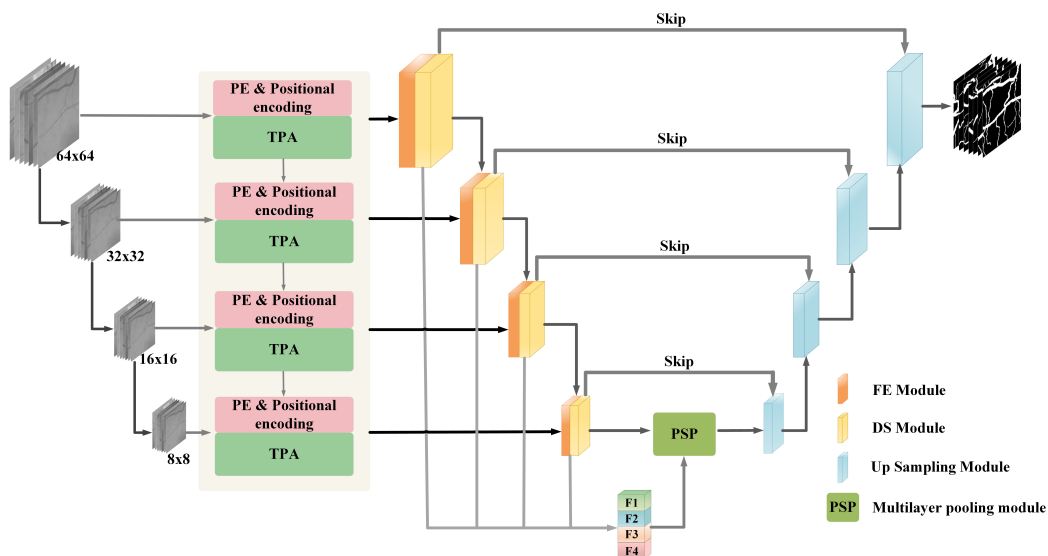 Skip
PE & Positional
encoding
TPA
64x64
Skip
PE & Positional
encoding
TPA
32x32
Skip
PE & Positional
encoding
TPA
16x16
Skip
PE & Positional
encoding
TPA
8x8
PSP
F1
F2
F3
F4
FE Module
DS Module
Up Sampling Module
PSP
Multilayer pooling module